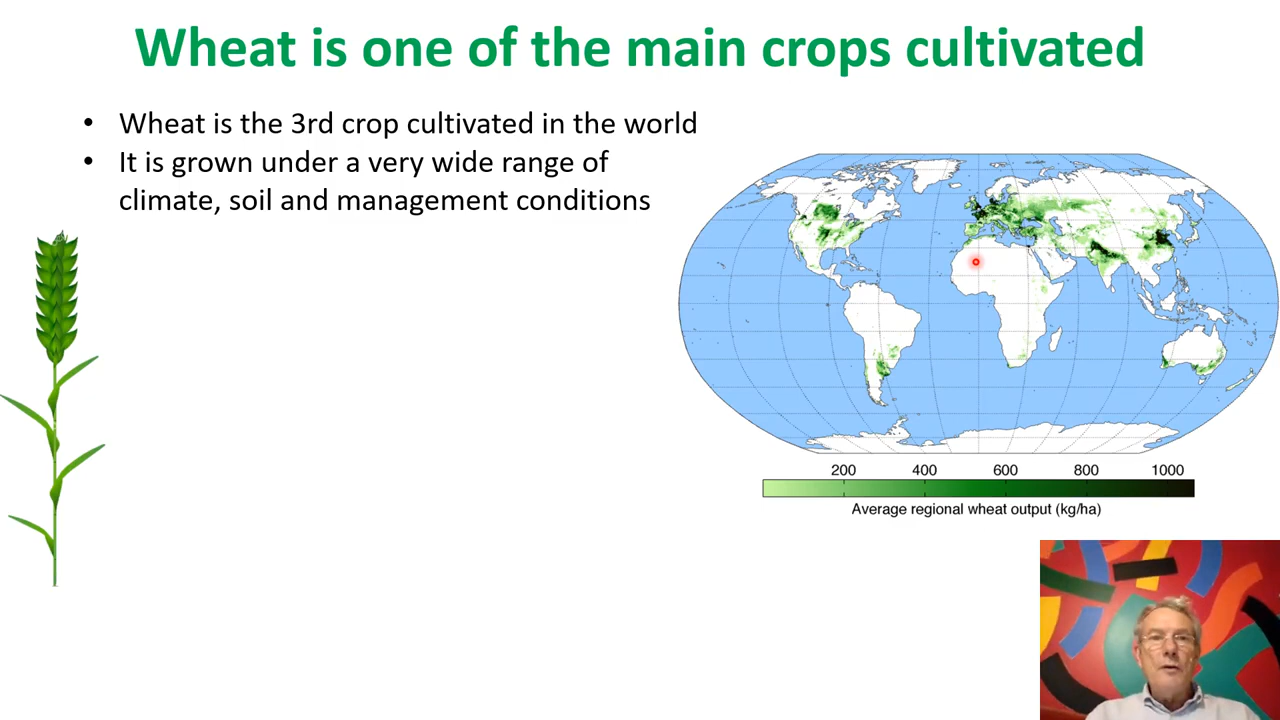 Wheat is one of the main crops cultivated
• Wheat is the 3rd crop cultivated in the world
• It is grown under a very wide range of
climate, soil and management conditions
200 400 600 800 1000
Average regional wheat output (kg/ha)